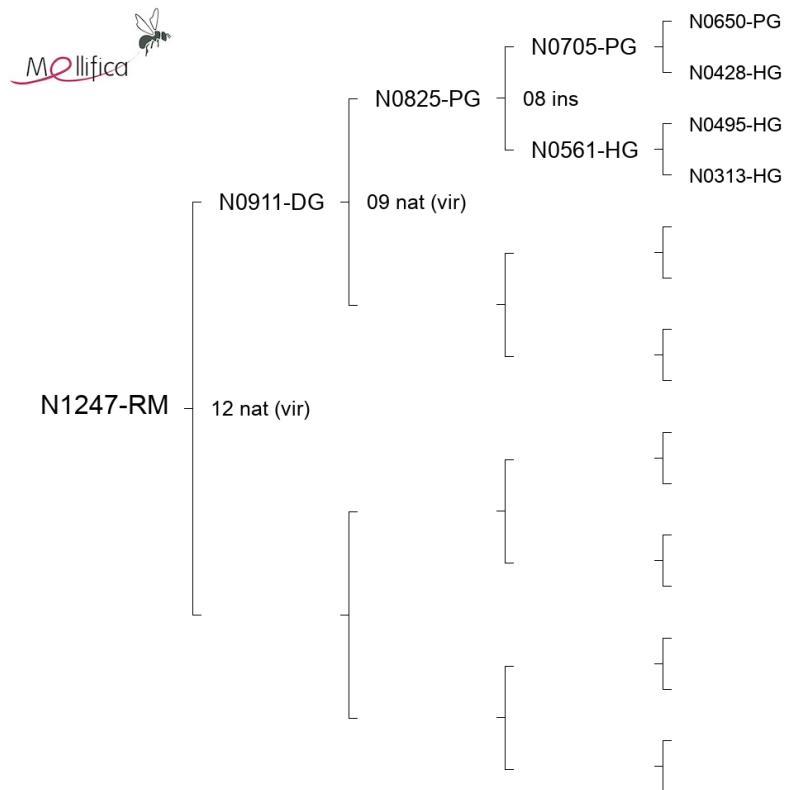 Mellifica
N0650-PG
N0705-PG
N0428-HG
N0825-PG
08 ins
N0495-HG
N0561-HG
N0313-HG
N0911-DG
09 nat (vir)
N1247-RM
12 nat (vir)